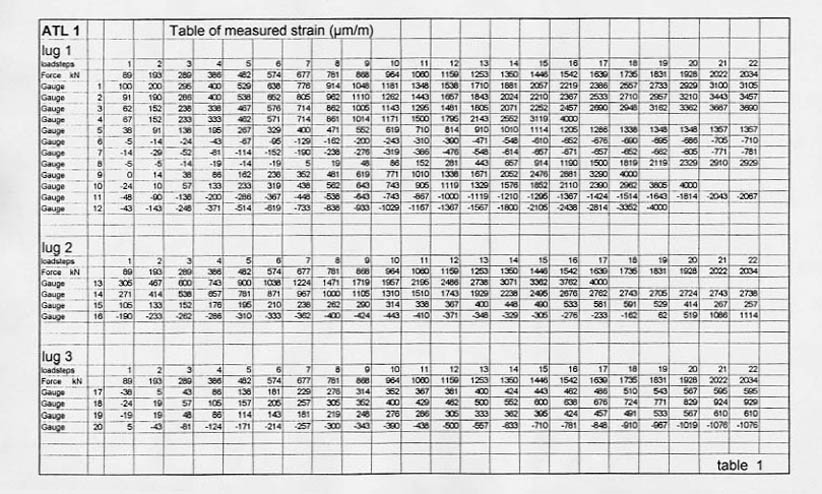 ATL 1 Table of measured strain (µm/m)
lug 1
loadsteps 1 2 3 4 5 6 7 8 9 10 11 12 13 14 15 16 17 18 19 20 21 22
Force kN 89 193 289 386 482 574 677 781 868 964 1060 1159 1253 1350 1446 1542 1639 1735 1831 1928 2022 2034
Gauge 1 100 200 295 400 529 638 776 914 1048 1181 1348 1538 1710 1881 2057 2219 2386 2557 2733 2929 3100 3105
Gauge 2 91 190 286 400 538 652 805 962 1110 1262 1443 1657 1843 2024 2210 2367 2533 2710 2957 3210 3443 3457
Gauge 3 62 152 238 338 467 576 714 862 1005 1143 1295 1481 1805 2071 2252 2457 2690 2948 3162 3362 3667 3690
Gauge 4 67 152 233 333 462 571 714 861 1014 1171 1500 1795 2143 2552 3119 4000
Gauge 5 38 91 138 195 267 329 400 471 552 619 710 814 910 1010 1114 1205 1286 1338 1348 1348 1357 1357
Gauge 6 -5 -14 -24 -43 -67 -95 -129 -162 -200 -243 -310 -390 -471 -548 -610 -652 -676 -690 -695 -686 -705 -710
Gauge 7 -14 -29 -52 -81 -114 -152 -190 -238 -276 -319 -386 -476 -548 -614 -657 -671 -657 -652 -662 -605 -771 -781
Gauge 8 -5 -5 -14 -19 -14 -19 5 19 48 86 152 281 443 657 914 1190 1500 1819 2119 2329 2910 2929
Gauge 9 0 14 38 86 162 238 352 481 619 771 1010 1338 1671 2052 2476 2881 3290 4000
Gauge 10 -24 10 57 133 233 319 438 562 643 743 905 1119 1329 1576 1852 2110 2390 2962 3805 4000
Gauge 11 -48 -90 -138 -200 -286 -367 -448 -538 -643 -743 -867 -1000 -1119 -1210 -1295 -1367 -1424 -1514 -1643 -1814 -2043 -2067
Gauge 12 -43 -143 -248 -371 -514 -619 -733 -838 -933 -1029 -1167 -1367 -1567 -1800 -2105 -2438 -2814 -3352 -4000
lug 2
loadsteps 1 2 3 4 5 6 7 8 9 10 11 12 13 14 15 16 17 18 19 20 21 22
Force kN 89 193 289 386 482 574 677 781 868 964 1060 1159 1253 1350 1446 1542 1639 1735 1831 1928 2022 2034
Gauge 13 305 467 600 743 900 1038 1224 1471 1719 1957 2195 2486 2738 3071 3362 3762 4000
Gauge 14 271 414 538 657 781 871 967 1000 1105 1310 1510 1743 1929 2238 2495 2676 2762 2743 2705 2724 2743 2738
Gauge 15 105 133 152 176 195 210 238 262 290 314 338 367 400 448 490 533 581 591 529 414 267 257
Gauge 16 -190 -233 -262 -286 -310 -333 -362 -400 -424 -443 -410 -371 -348 -329 -305 -276 -233 -162 62 519 1086 1114
lug 3
loadsteps 1 2 3 4 5 6 7 8 9 10 11 12 13 14 15 16 17 18 19 20 21 22
Force kN 89 193 289 386 482 574 677 781 868 964 1060 1159 1253 1350 1446 1542 1639 1735 1831 1928 2022 2034
Gauge 17 -38 5 43 86 136 181 229 276 314 352 367 381 400 424 443 462 486 510 543 567 595 595
Gauge 18 -24 19 57 105 157 205 257 305 352 400 429 462 500 552 600 638 676 724 771 829 924 929
Gauge 19 -19 19 48 86 114 143 181 219 248 276 286 305 333 362 395 424 457 491 533 567 610 610
Gauge 20 5 -43 -81 -124 -171 -214 -257 -300 -343 -390 -438 -500 -557 -633 -710 -781 -848 -910 -967 -1019 -1076 -1076
table 1